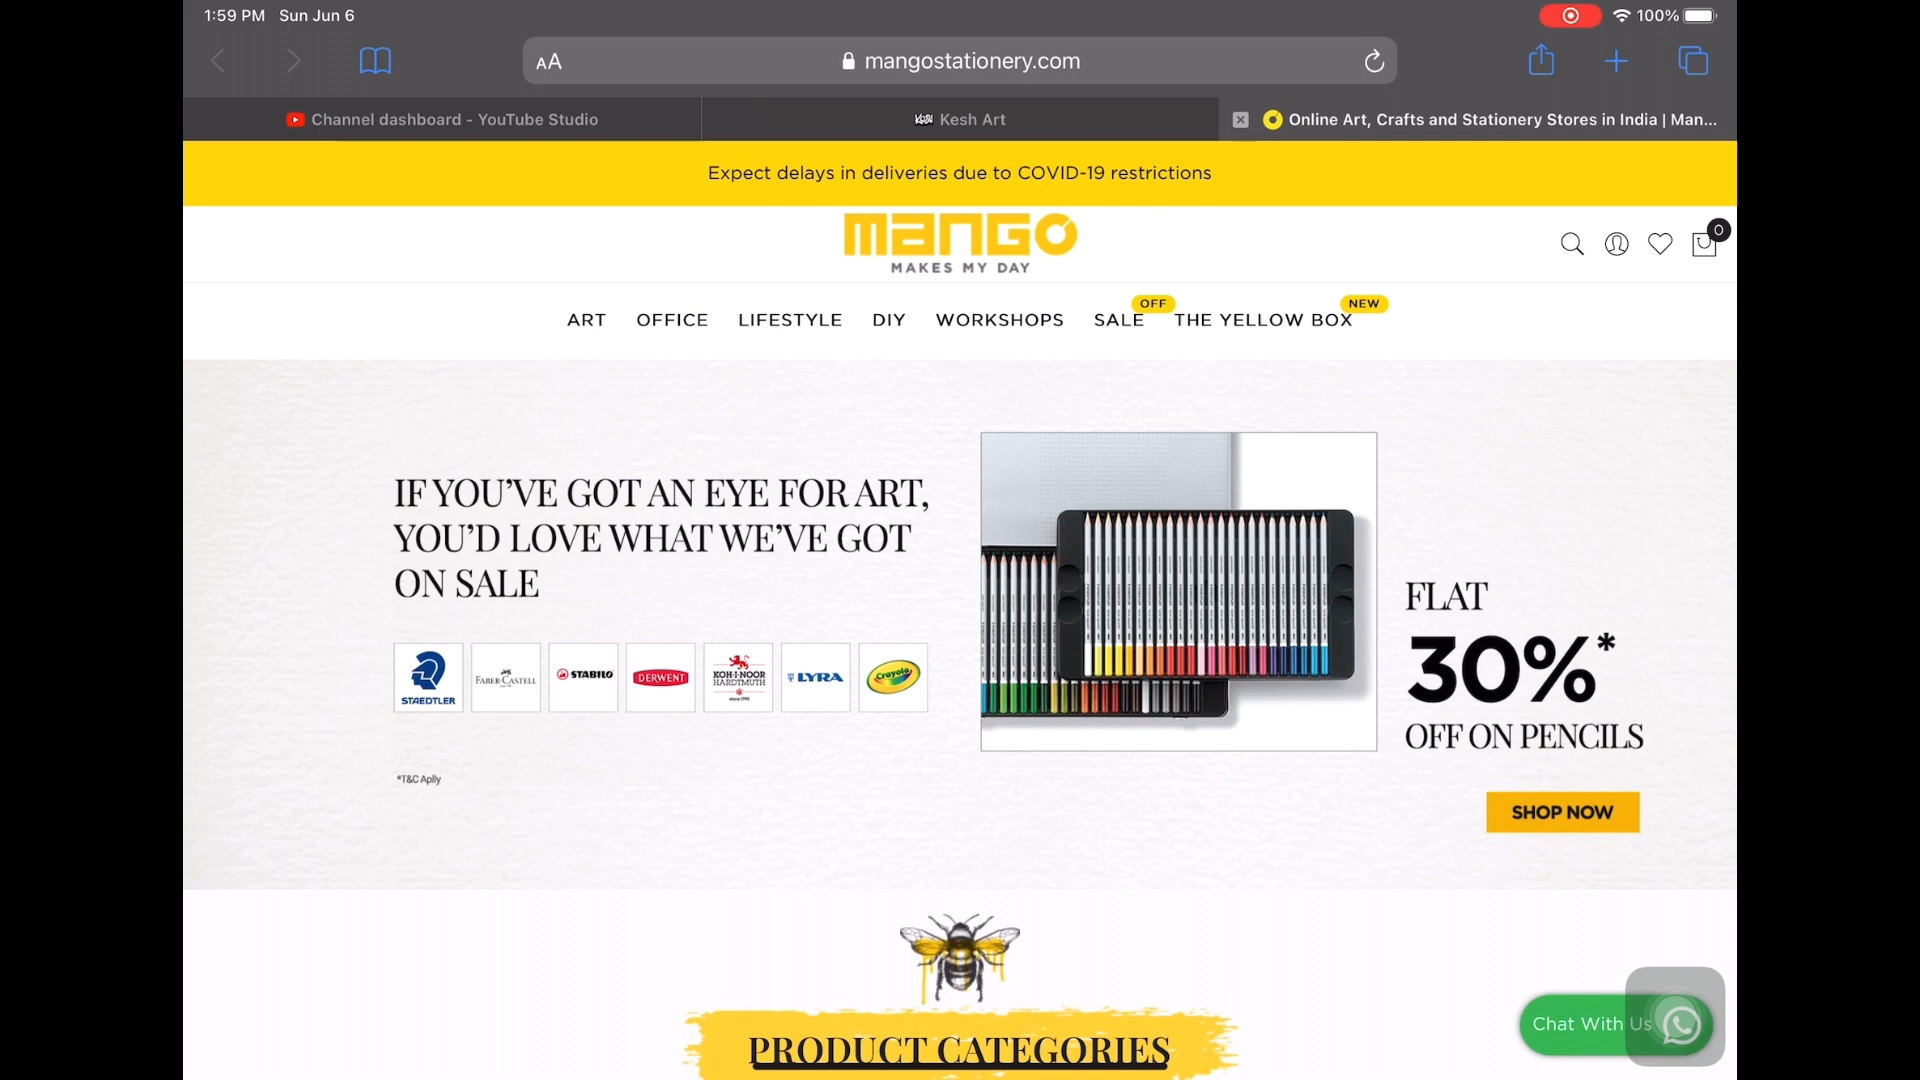 1:59 PM Sun Jun 6
100%
AA
mangostationery.com
Channel dashboard - YouTube Studio
Kesh Art
Online Art, Crafts and Stationery Stores in India | Man...
Expect delays in deliveries due to COVID-19 restrictions
manGO
MAKES MY DAY
0
OFF
NEW
ART OFFICE LIFESTYLE DIY WORKSHOPS SALE THE YELLOW BOX
IF YOU'VE GOT AN EYE FOR ART,
YOU'D LOVE WHAT WE'VE GOT
ON SALE
STAEDTLER
FABER-CASTELL
STABILO
DERWENT
KOH-I-NOOR
HARDTMUTH
since 1790
LYRA
Crayola
*T&C Aplly
FLAT
30%*
OFF ON PENCILS
SHOP NOW
PRODUCT CATEGORIES
Chat With Us